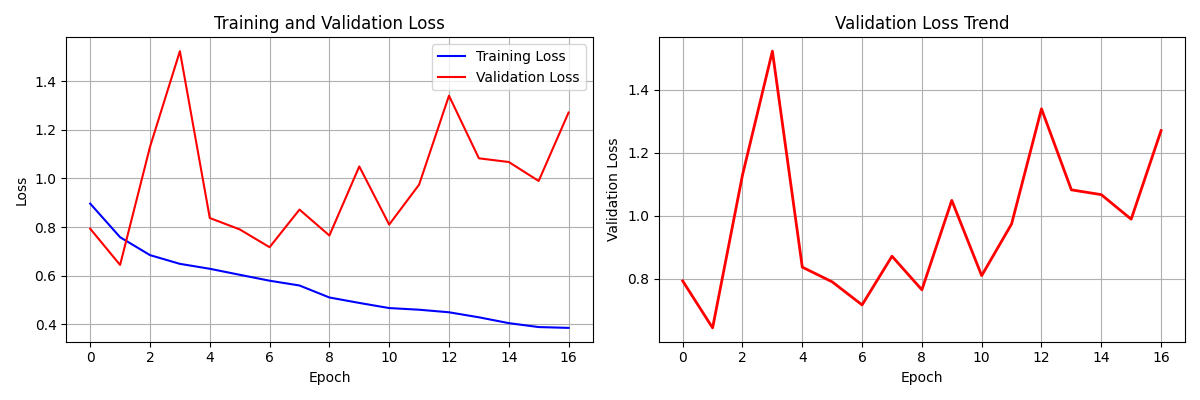 Training and Validation Loss
Training Loss
Validation Loss
Loss
1.4
1.2
1.0
0.8
0.6
0.4
0 2 4 6 8 10 12 14 16
Epoch
Validation Loss Trend
Validation Loss
1.4
1.2
1.0
0.8
0 2 4 6 8 10 12 14 16
Epoch